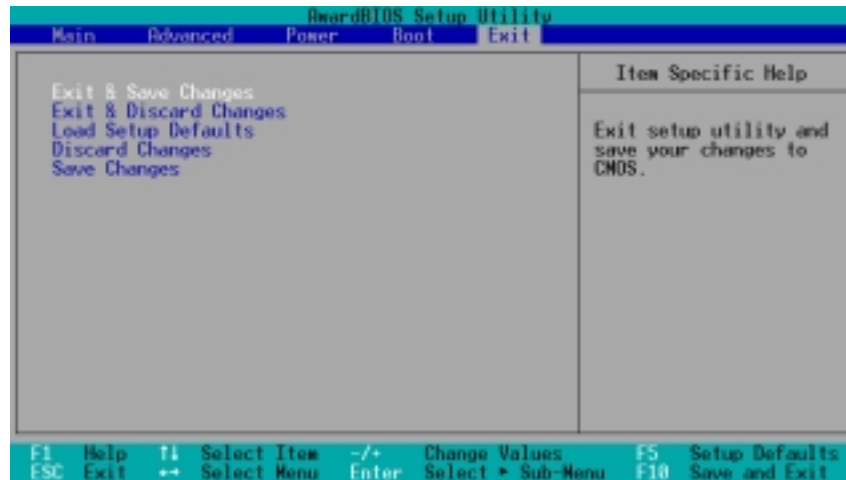 AwardBIOS Setup Utility
Main Advanced Power Boot Exit
Item Specific Help
Exit & Save Changes
Exit & Discard Changes
Load Setup Defaults
Discard Changes
Save Changes
Exit setup utility and
save your changes to
CMOS.
F1 Help ↑↓ Select Item -/+ Change Values F5 Setup Defaults
ESC Exit ←→ Select Menu Enter Select ► Sub-Menu F10 Save and Exit